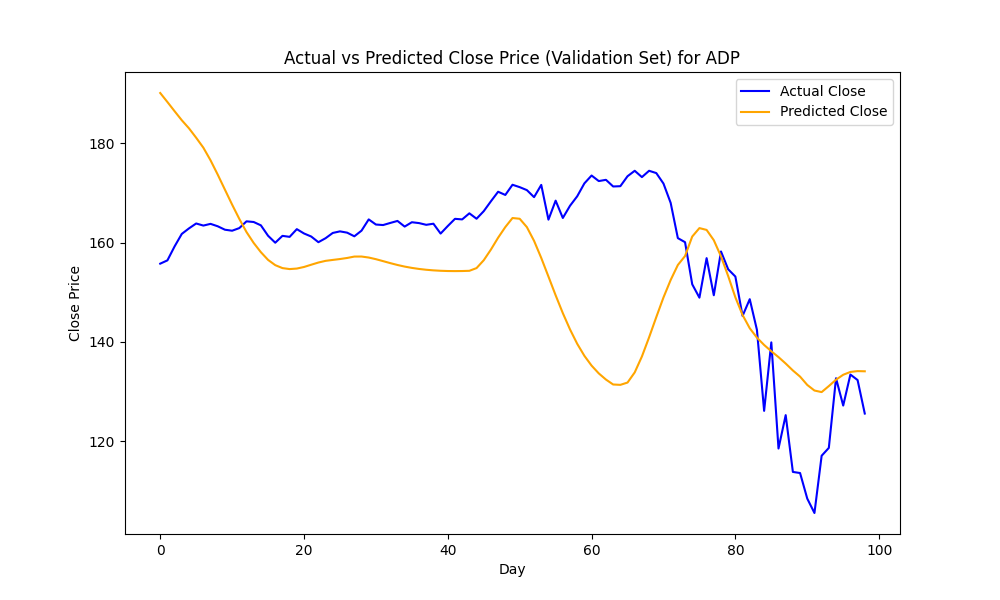 Actual vs Predicted Close Price (Validation Set) for ADP
Actual Close
Predicted Close
Close Price
180
160
140
120
0 20 40 60 80 100
Day